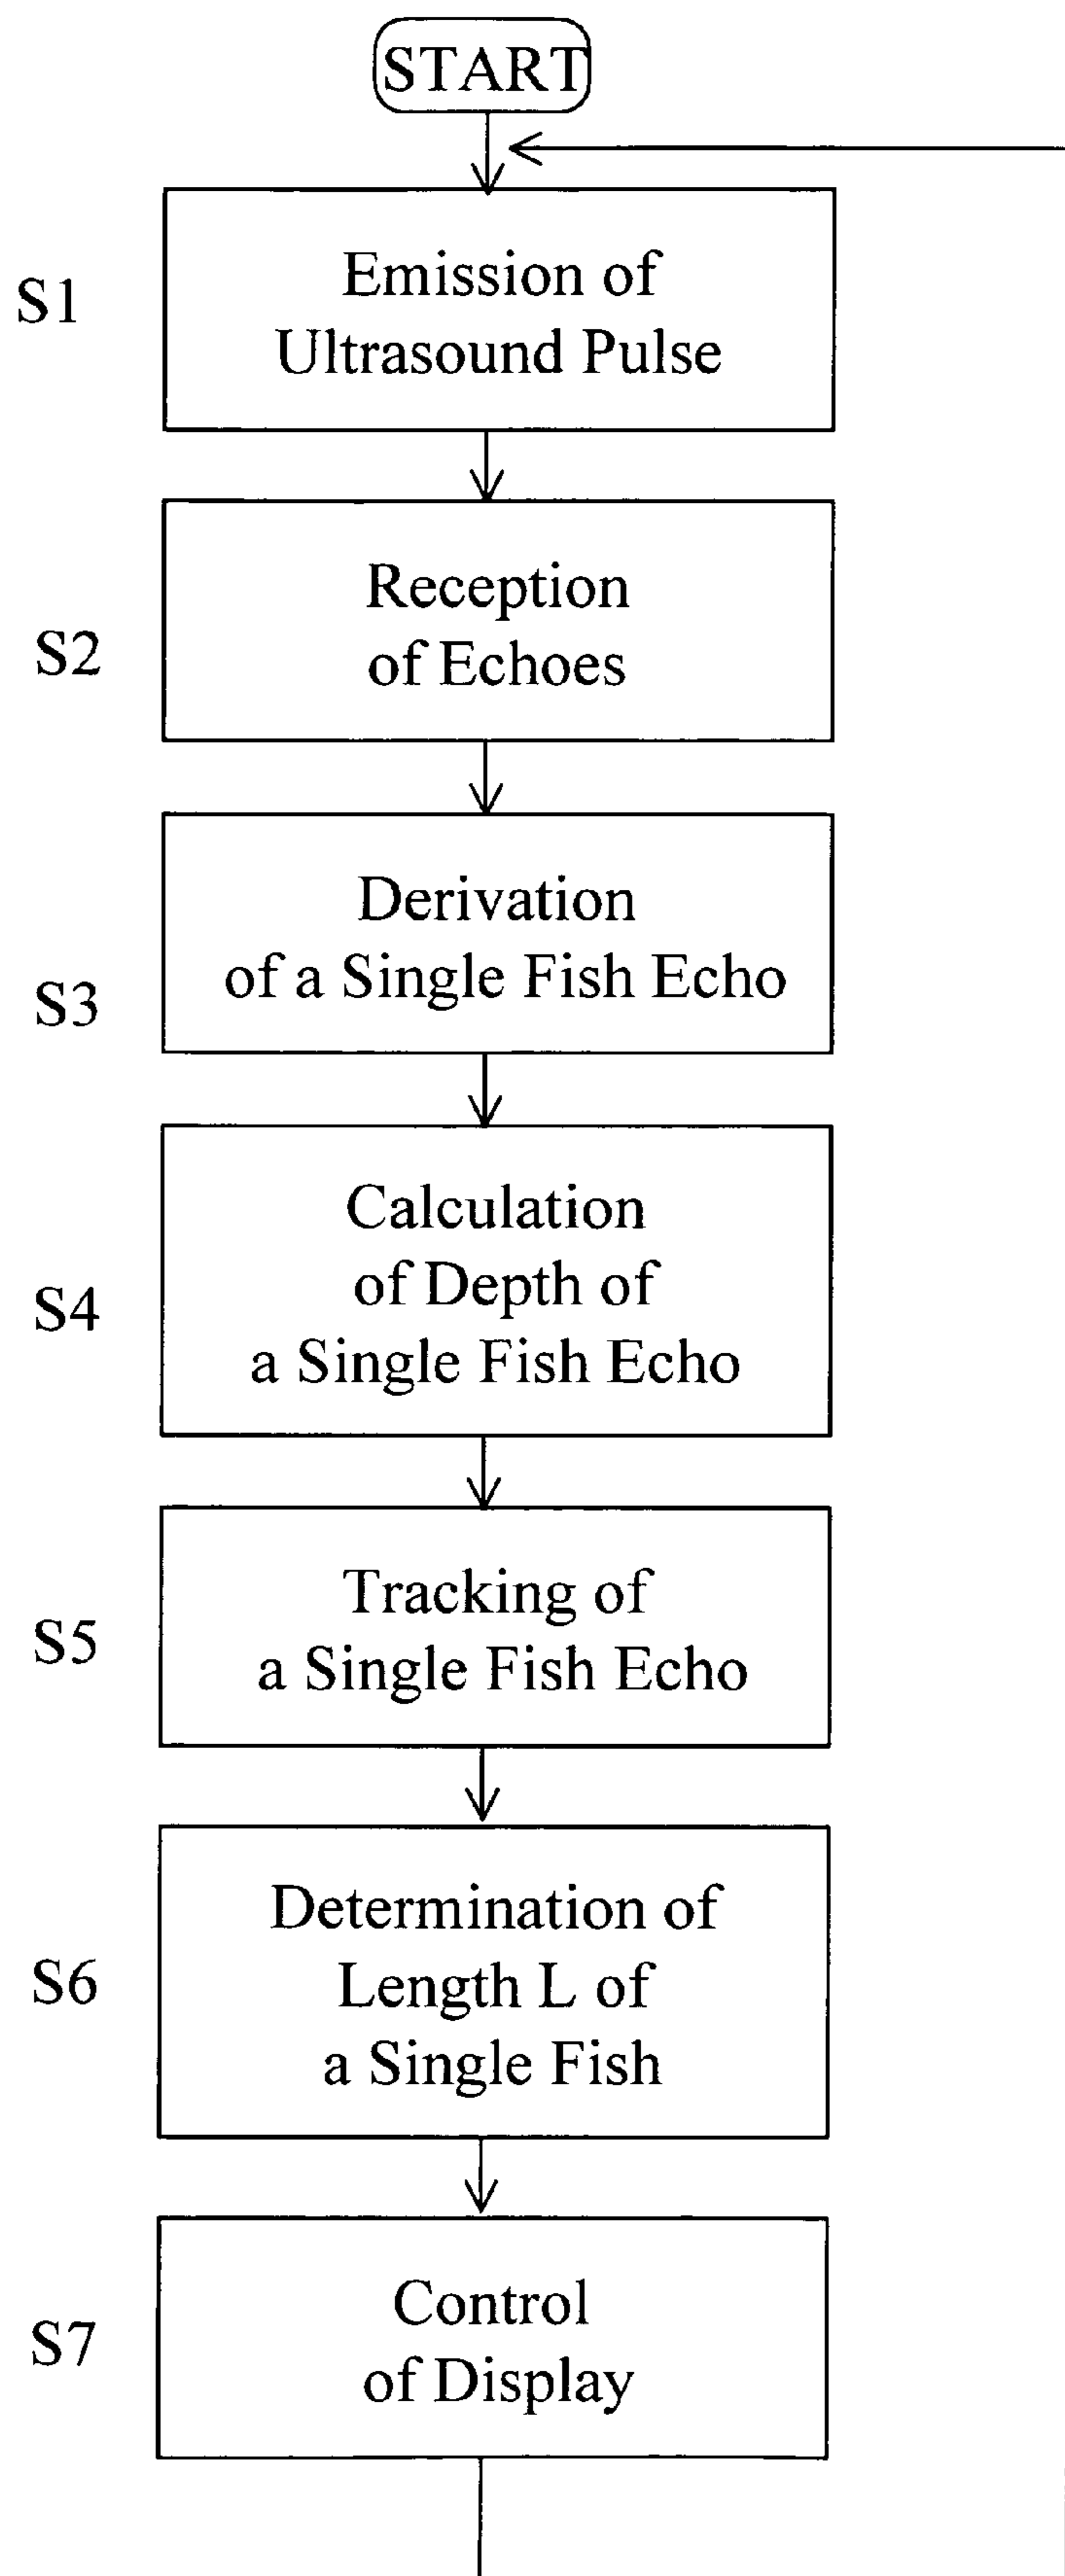 START
S1
Emission of
Ultrasound Pulse
S2
Reception
of Echoes
S3
Derivation
of a Single Fish Echo
S4
Calculation
of Depth of
a Single Fish Echo
S5
Tracking of
a Single Fish Echo
S6
Determination of
Length L of
a Single Fish
S7
Control
of Display